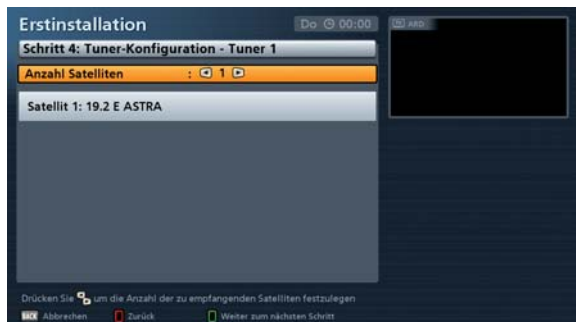 Erstinstallation
Do 00:00
ARD
Schritt 4: Tuner-Konfiguration - Tuner 1
Anzahl Satelliten : 1
Satellit 1: 19.2 E ASTRA
Drücken Sie um die Anzahl der zu empfangenden Satelliten festzulegen
BACK Abbrechen Zurück Weiter zum nächsten Schritt